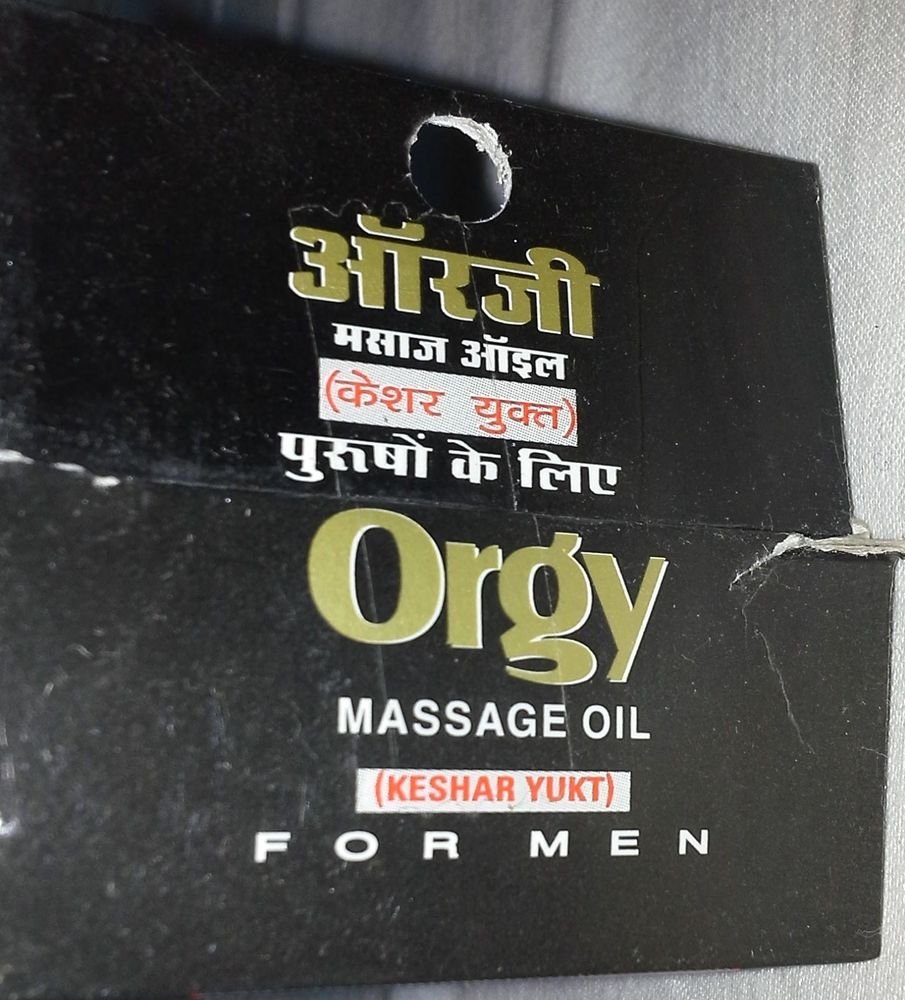 ऑरजी
मसाज ऑइल
(केशर युक्त)
पुरूषों के लिए
Orgy
MASSAGE OIL
(KESHAR YUKT)
FOR MEN